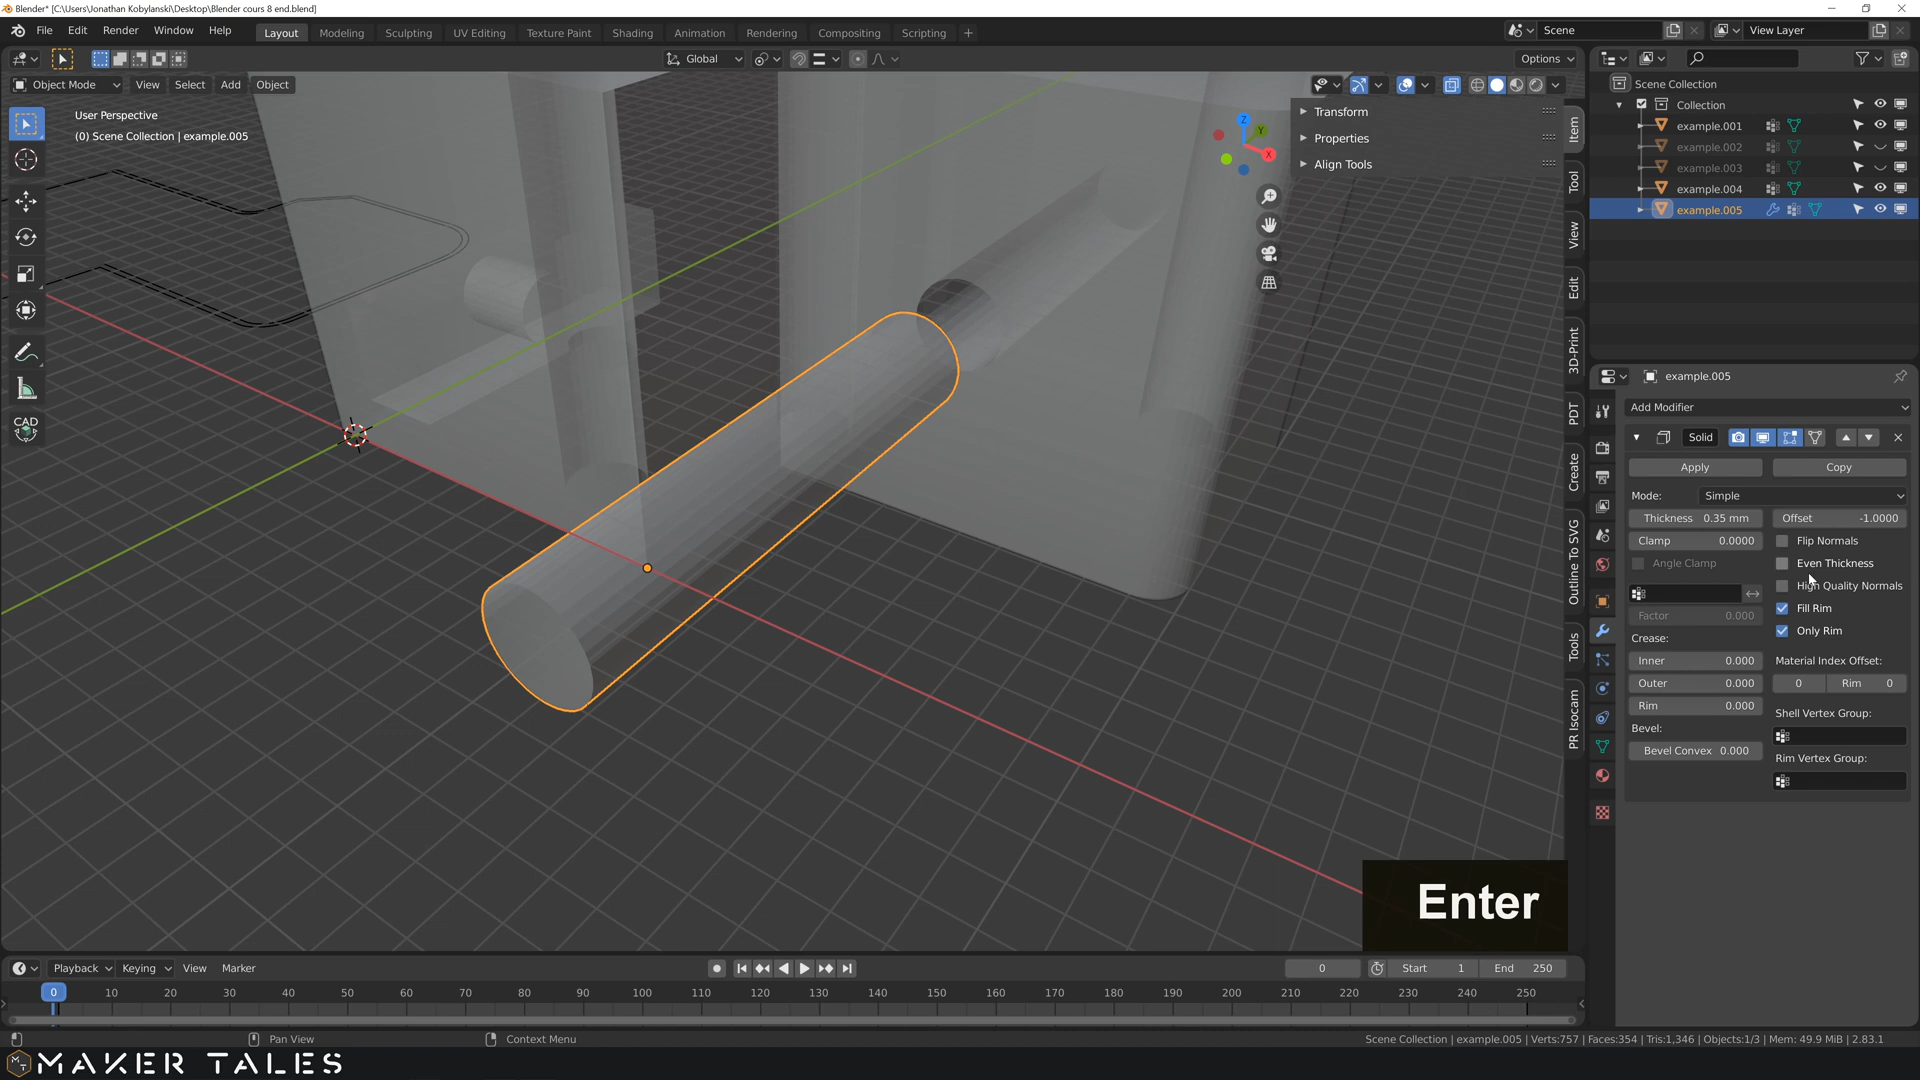 Blender* [C:\Users\Jonathan Kobylanski\Desktop\Blender cours 8 end.blend]
File Edit Render Window Help Layout Modeling Sculpting UV Editing Texture Paint Shading Animation Rendering Compositing Scripting + Scene View Layer
Global Options
Object Mode View Select Add Object
User Perspective
(0) Scene Collection | example.005
Z Y X
Transform
Properties
Align Tools
Item
Tool
View
Edit
3D-Print
PDT
Create
Outline To SVG
Tools
PR Isocam
CAD
Scene Collection
Collection
example.001
example.002
example.003
example.004
example.005
example.005
Add Modifier
Solid
Apply Copy
Mode: Simple
Thickness 0.35 mm Offset -1.0000
Clamp 0.0000 Flip Normals
Angle Clamp Even Thickness
High Quality Normals
Factor 0.000 Fill Rim
Crease: Only Rim
Inner 0.000 Material Index Offset:
Outer 0.000 0 Rim 0
Rim 0.000 Shell Vertex Group:
Bevel:
Bevel Convex 0.000 Rim Vertex Group:
Enter
Playback Keying View Marker 0 Start 1 End 250
0 10 20 30 40 50 60 70 80 90 100 110 120 130 140 150 160 170 180 190 200 210 220 230 240 250
Pan View Context Menu Scene Collection | example.005 | Verts:757 | Faces:354 | Tris:1,346 | Objects:1/3 | Mem: 49.9 MiB | 2.83.1
MAKER TALES